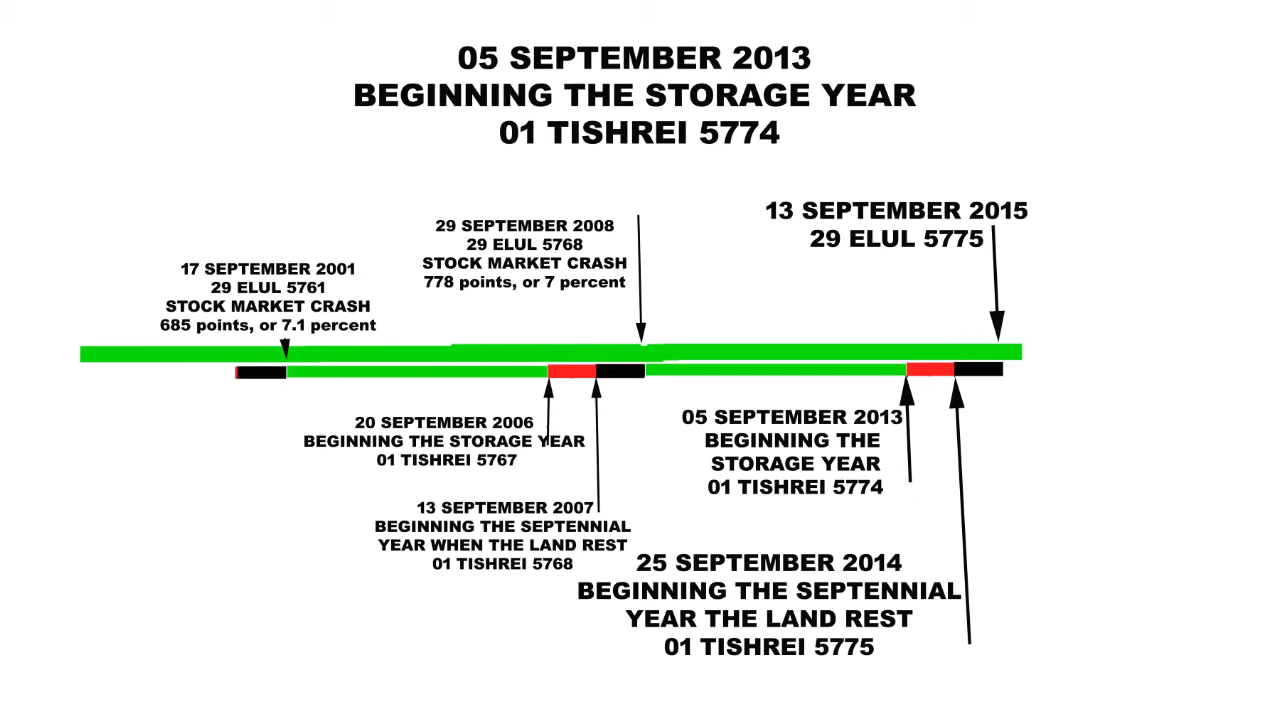 05 SEPTEMBER 2013
BEGINNING THE STORAGE YEAR
01 TISHREI 5774
13 SEPTEMBER 2015
29 ELUL 5775
29 SEPTEMBER 2008
29 ELUL 5768
STOCK MARKET CRASH
778 points, or 7 percent
17 SEPTEMBER 2001
29 ELUL 5761
STOCK MARKET CRASH
685 points, or 7.1 percent
20 SEPTEMBER 2006
BEGINNING THE STORAGE YEAR
01 TISHREI 5767
05 SEPTEMBER 2013
BEGINNING THE
STORAGE YEAR
01 TISHREI 5774
13 SEPTEMBER 2007
BEGINNING THE SEPTENNIAL
YEAR WHEN THE LAND REST
01 TISHREI 5768
25 SEPTEMBER 2014
BEGINNING THE SEPTENNIAL
YEAR THE LAND REST
01 TISHREI 5775